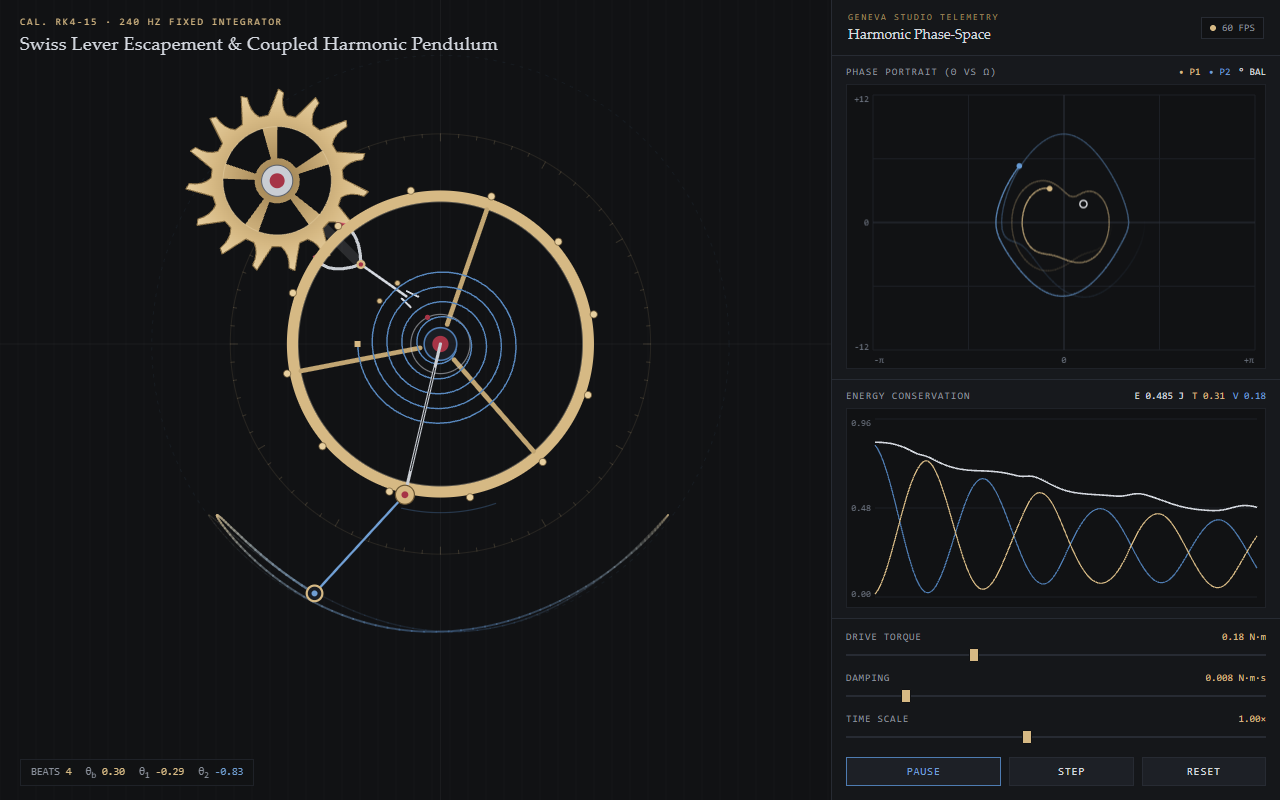 CAL. RK4-15 · 240 HZ FIXED INTEGRATOR
Swiss Lever Escapement & Coupled Harmonic Pendulum
BEATS 4 θb 0.30 θ1 -0.29 θ2 -0.83
GENEVA STUDIO TELEMETRY
Harmonic Phase-Space
60 FPS
PHASE PORTRAIT (Θ VS Ω)
• P1 • P2 ° BAL
+12
0
-12
-π
0
+π
ENERGY CONSERVATION
E 0.485 J T 0.31 V 0.18
0.96
0.48
0.00
DRIVE TORQUE 0.18 N·m
DAMPING 0.008 N·m·s
TIME SCALE 1.00×
PAUSE
STEP
RESET